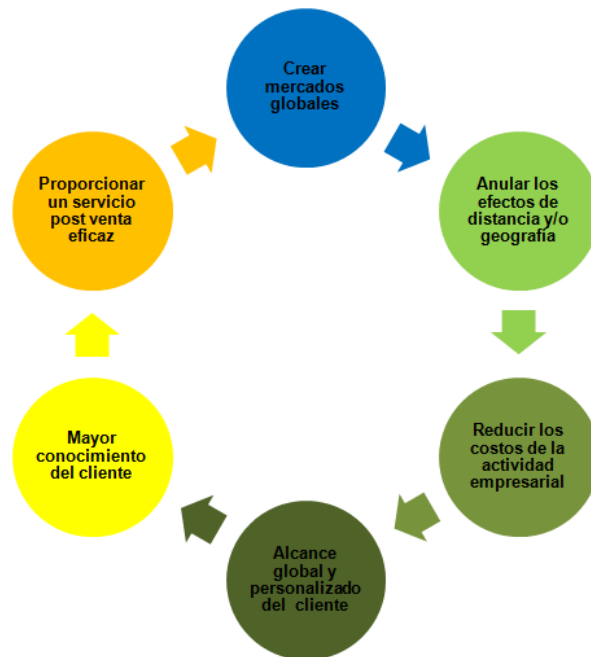 Crear
mercados
globales
Anular los
efectos de
distancia y/o
geografía
Reducir los
costos de la
actividad
empresarial
Alcance
global y
personalizado
del cliente
Mayor
conocimiento
del cliente
Proporcionar
un servicio
post venta
eficaz